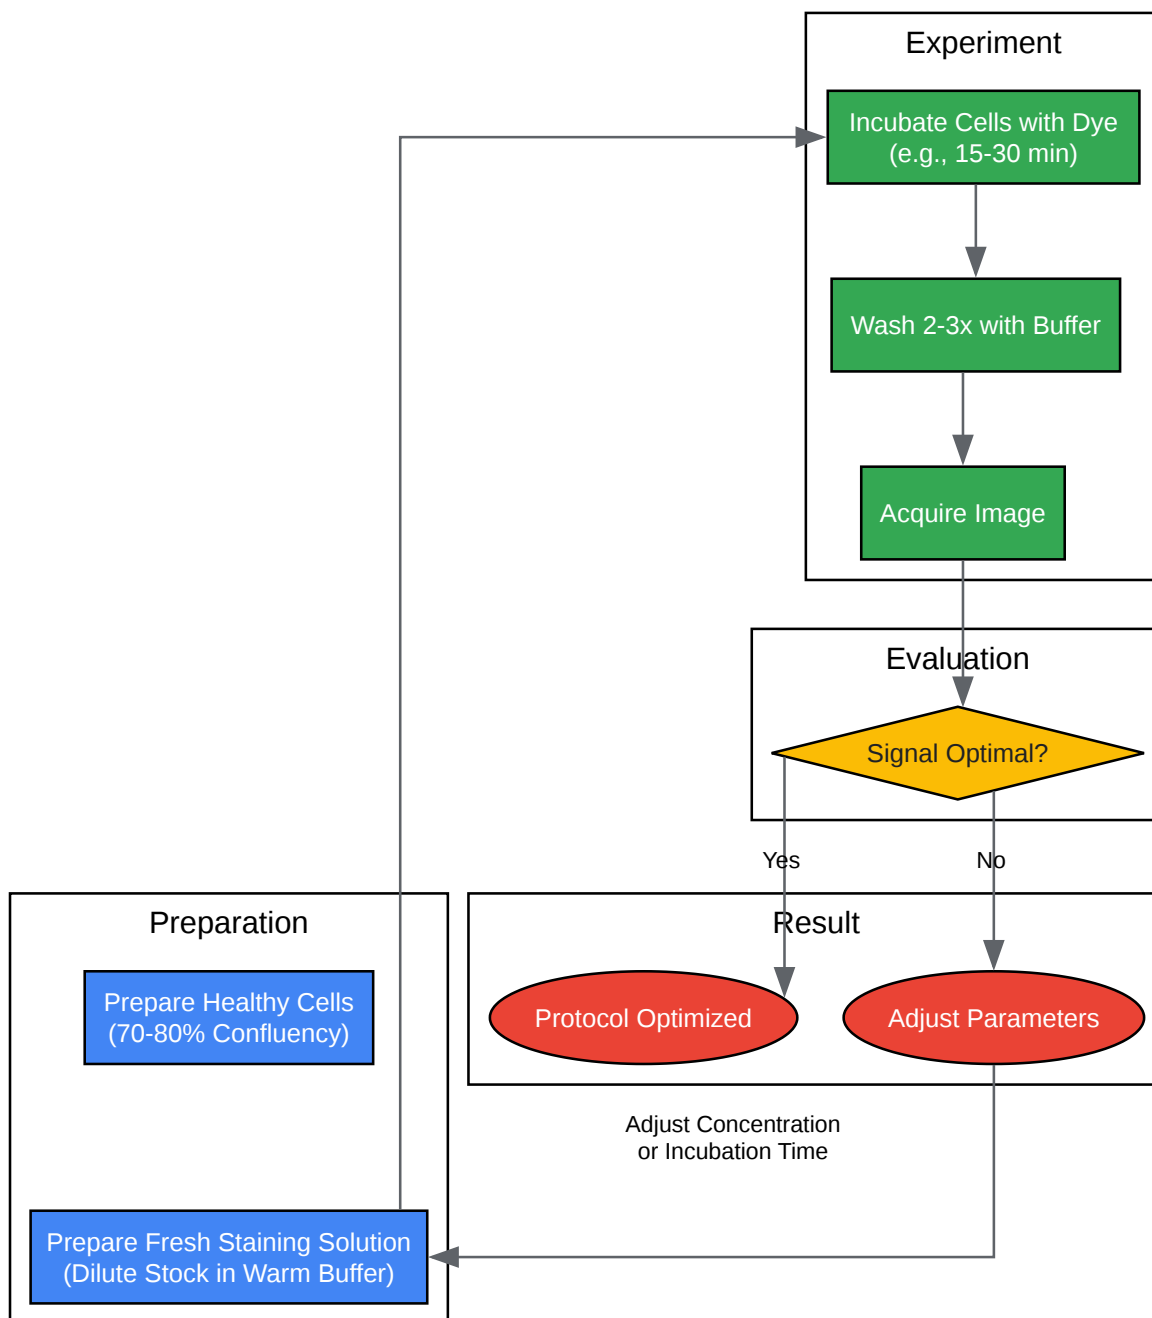 Experiment
Incubate Cells with Dye
(e.g., 15-30 min)
Wash 2-3x with Buffer
Acquire Image
Evaluation
Signal Optimal?
Yes
No
Preparation
Prepare Healthy Cells
(70-80% Confluency)
Result
Protocol Optimized
Adjust Parameters
Adjust Concentration
or Incubation Time
Prepare Fresh Staining Solution
(Dilute Stock in Warm Buffer)